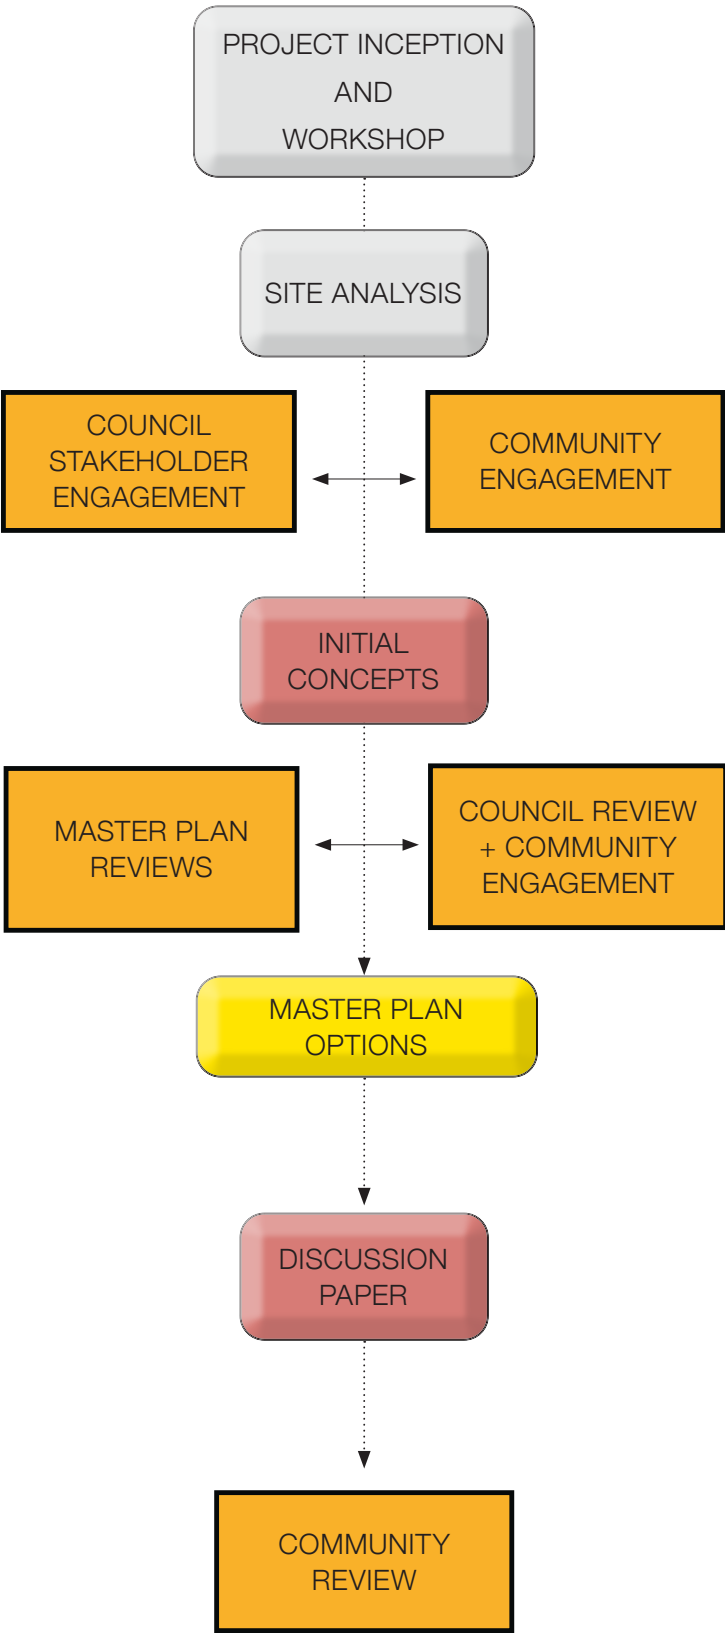 PROJECT INCEPTION
AND
WORKSHOP
SITE ANALYSIS
COUNCIL
STAKEHOLDER
ENGAGEMENT
COMMUNITY
ENGAGEMENT
INITIAL
CONCEPTS
MASTER PLAN
REVIEWS
COUNCIL REVIEW
+ COMMUNITY
ENGAGEMENT
MASTER PLAN
OPTIONS
DISCUSSION
PAPER
COMMUNITY
REVIEW